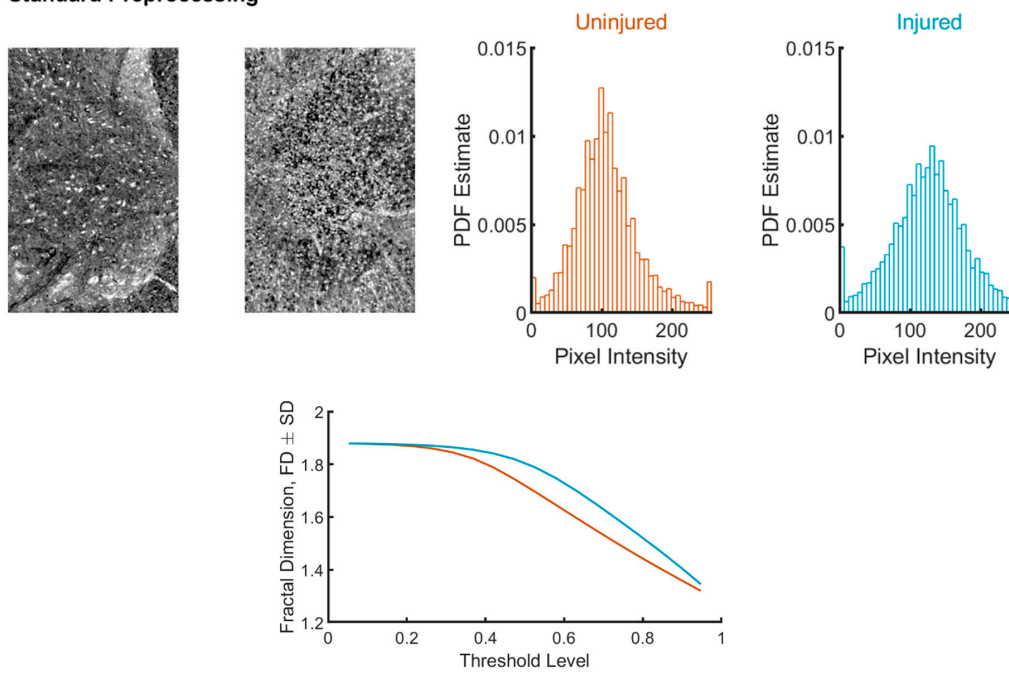 Standard Preprocessing
Uninjured
Injured
0.015
0.01
0.005
0
PDF Estimate
0 100 200
Pixel Intensity
0.015
0.01
0.005
0
PDF Estimate
0 100 200
Pixel Intensity
2
1.8
1.6
1.4
1.2
Fractal Dimension, FD ± SD
0 0.2 0.4 0.6 0.8 1
Threshold Level